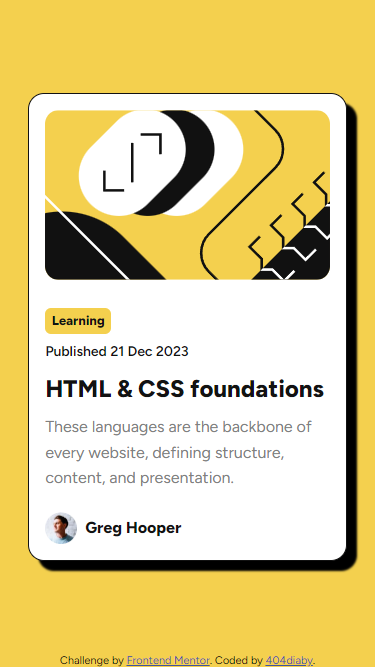 Learning
Published 21 Dec 2023
HTML & CSS foundations
These languages are the backbone of
every website, defining structure,
content, and presentation.
Greg Hooper
Challenge by Frontend Mentor. Coded by 404diaby.